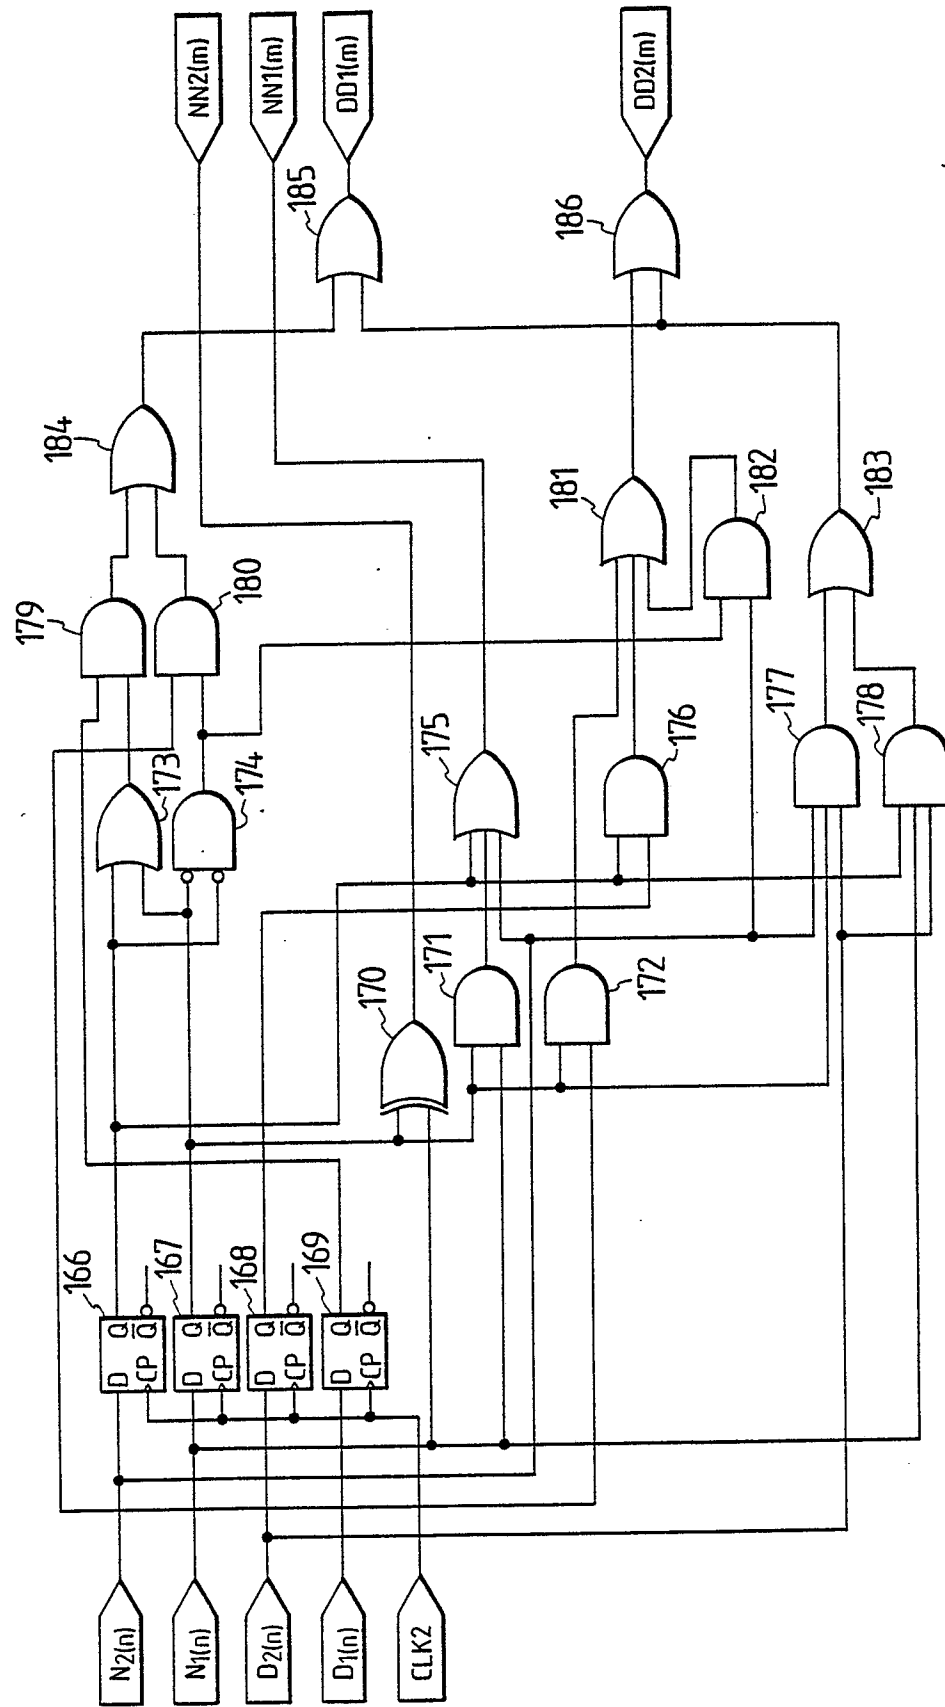 N2(n)
N1(n)
D2(n)
D1(n)
CLK2
166
D Q
CP Q
167
D Q
CP Q
168
D Q
CP Q
169
D Q
CP Q
170
171
172
173
174
175
176
177
178
179
180
181
182
183
184
185
186
NN2(m)
NN1(m)
DD1(m)
DD2(m)